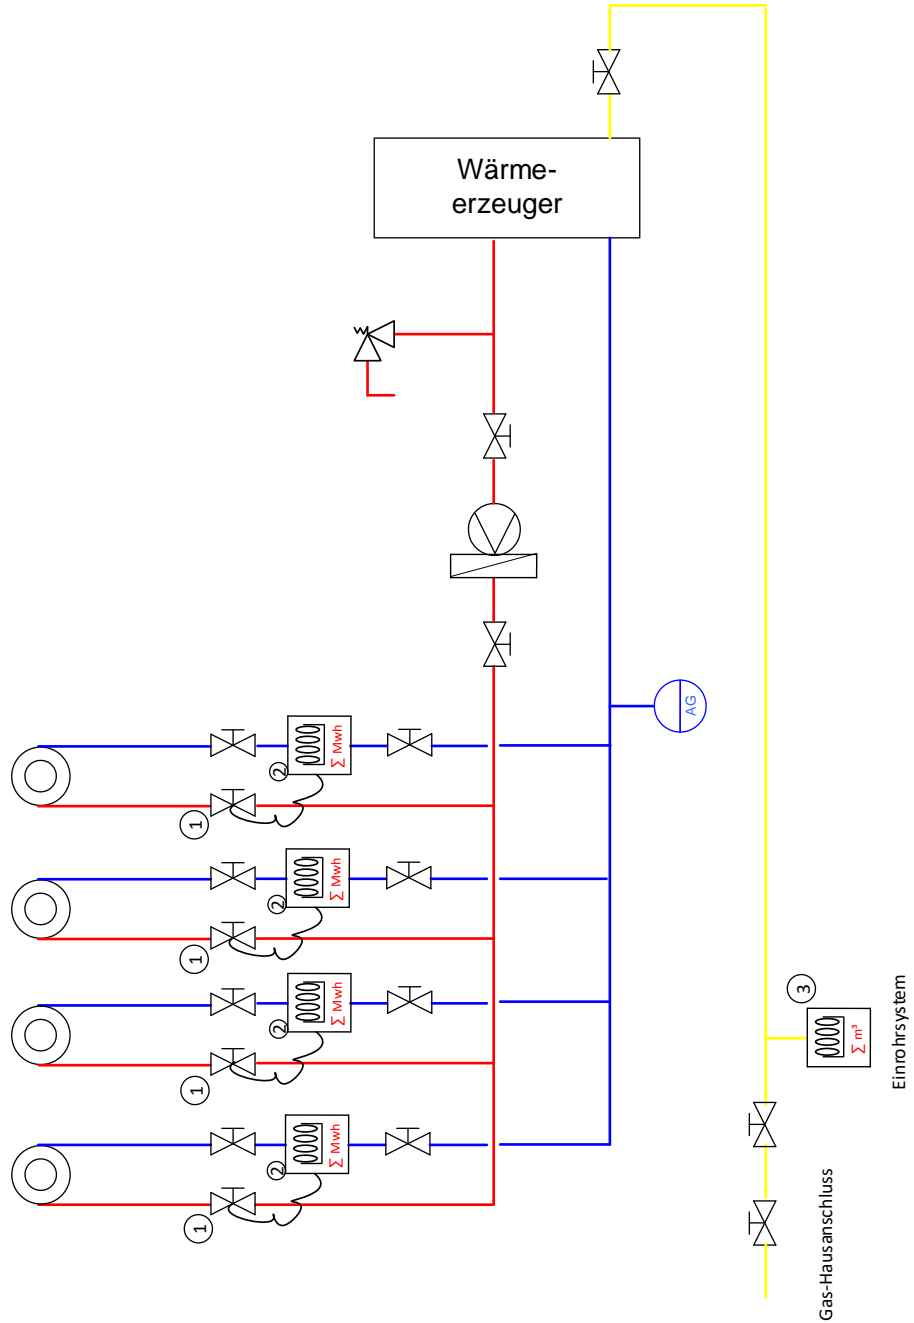 Wärme-
erzeuger
AG
2
Σ Mwh
1
2
Σ Mwh
1
2
Σ Mwh
1
2
Σ Mwh
1
3
Σ m³
Einrohrsystem
Gas-Hausanschluss